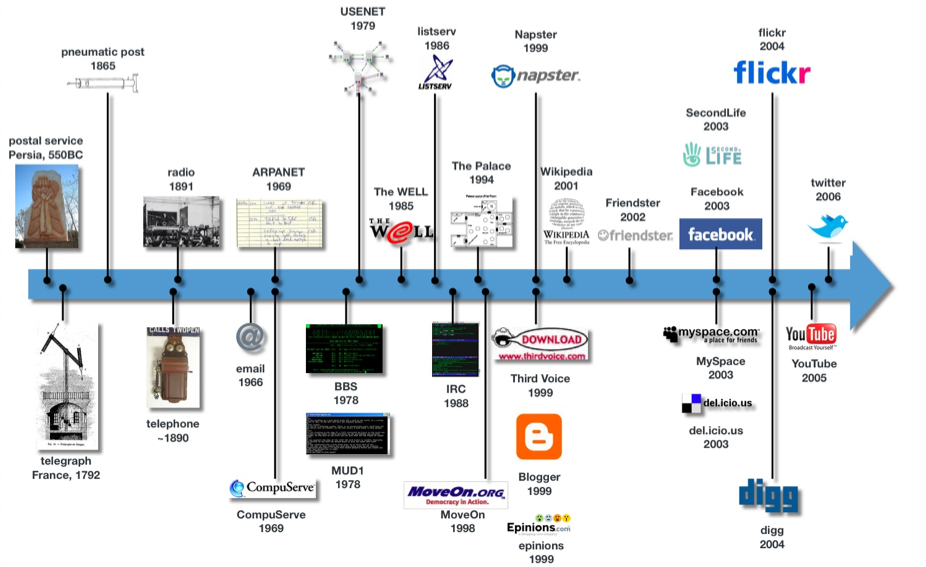 USENET
1979
listserv
1986
LISTSERV
Napster
1999
napster.
flickr
2004
flickr
pneumatic post
1865
SecondLife
2003
SECOND
LIFE
postal service
Persia, 550BC
radio
1891
ARPANET
1969
The WELL
1985
THE
WELL
The Palace
1994
Wikipedia
2001
WIKIPEDIA
The Free Encyclopedia
Friendster
2002
friendster.
Facebook
2003
facebook.
twitter
2006
telegraph
France, 1792
telephone
~1890
@
email
1966
CompuServe
CompuServe
1969
BBS
1978
MUD1
1978
IRC
1988
MoveOn.ORG
Democracy in Action.
MoveOn
1998
DOWNLOAD
www.thirdvoice.com
Third Voice
1999
Blogger
1999
Epinions.com
epinions
1999
myspace.com
a place for friends
MySpace
2003
del.icio.us
del.icio.us
2003
digg
digg
2004
YouTube
Broadcast Yourself™
YouTube
2005